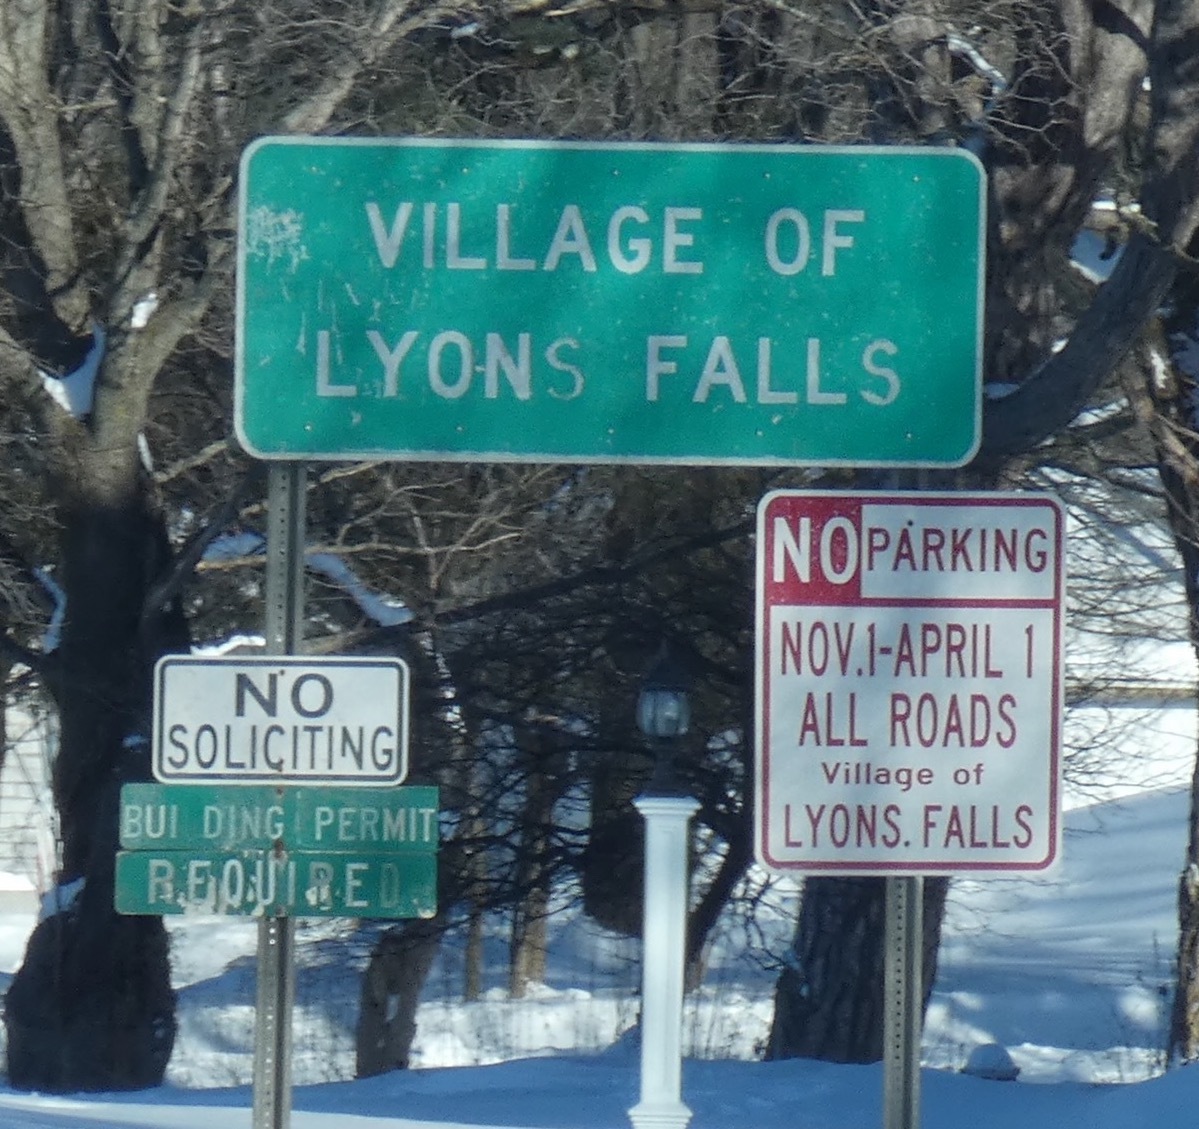 VILLAGE OF
LYONS FALLS
NO
SOLICITING
BUI DING PERMIT
REQUIRED
NO PARKING
NOV.1-APRIL 1
ALL ROADS
Village of
LYONS. FALLS